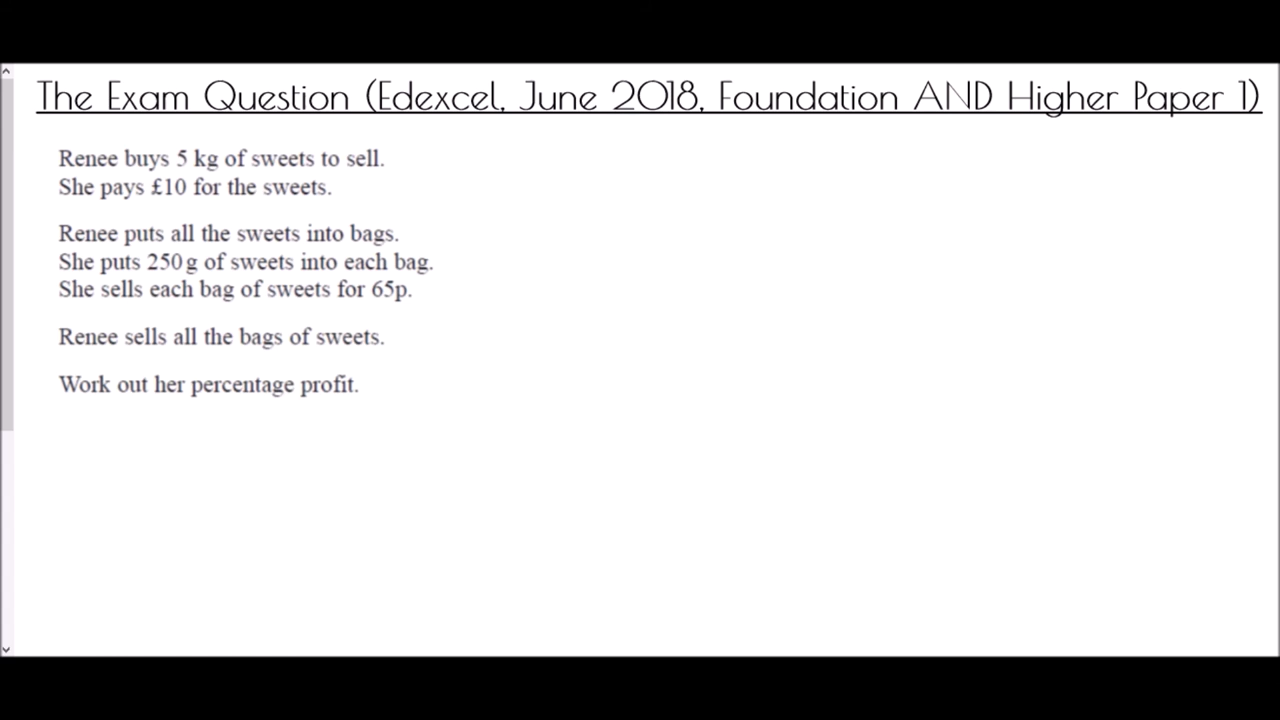 The Exam Question (Edexcel, June 2018, Foundation AND Higher Paper 1)
Renee buys 5 kg of sweets to sell.
She pays £10 for the sweets.
Renee puts all the sweets into bags.
She puts 250 g of sweets into each bag.
She sells each bag of sweets for 65p.
Renee sells all the bags of sweets.
Work out her percentage profit.